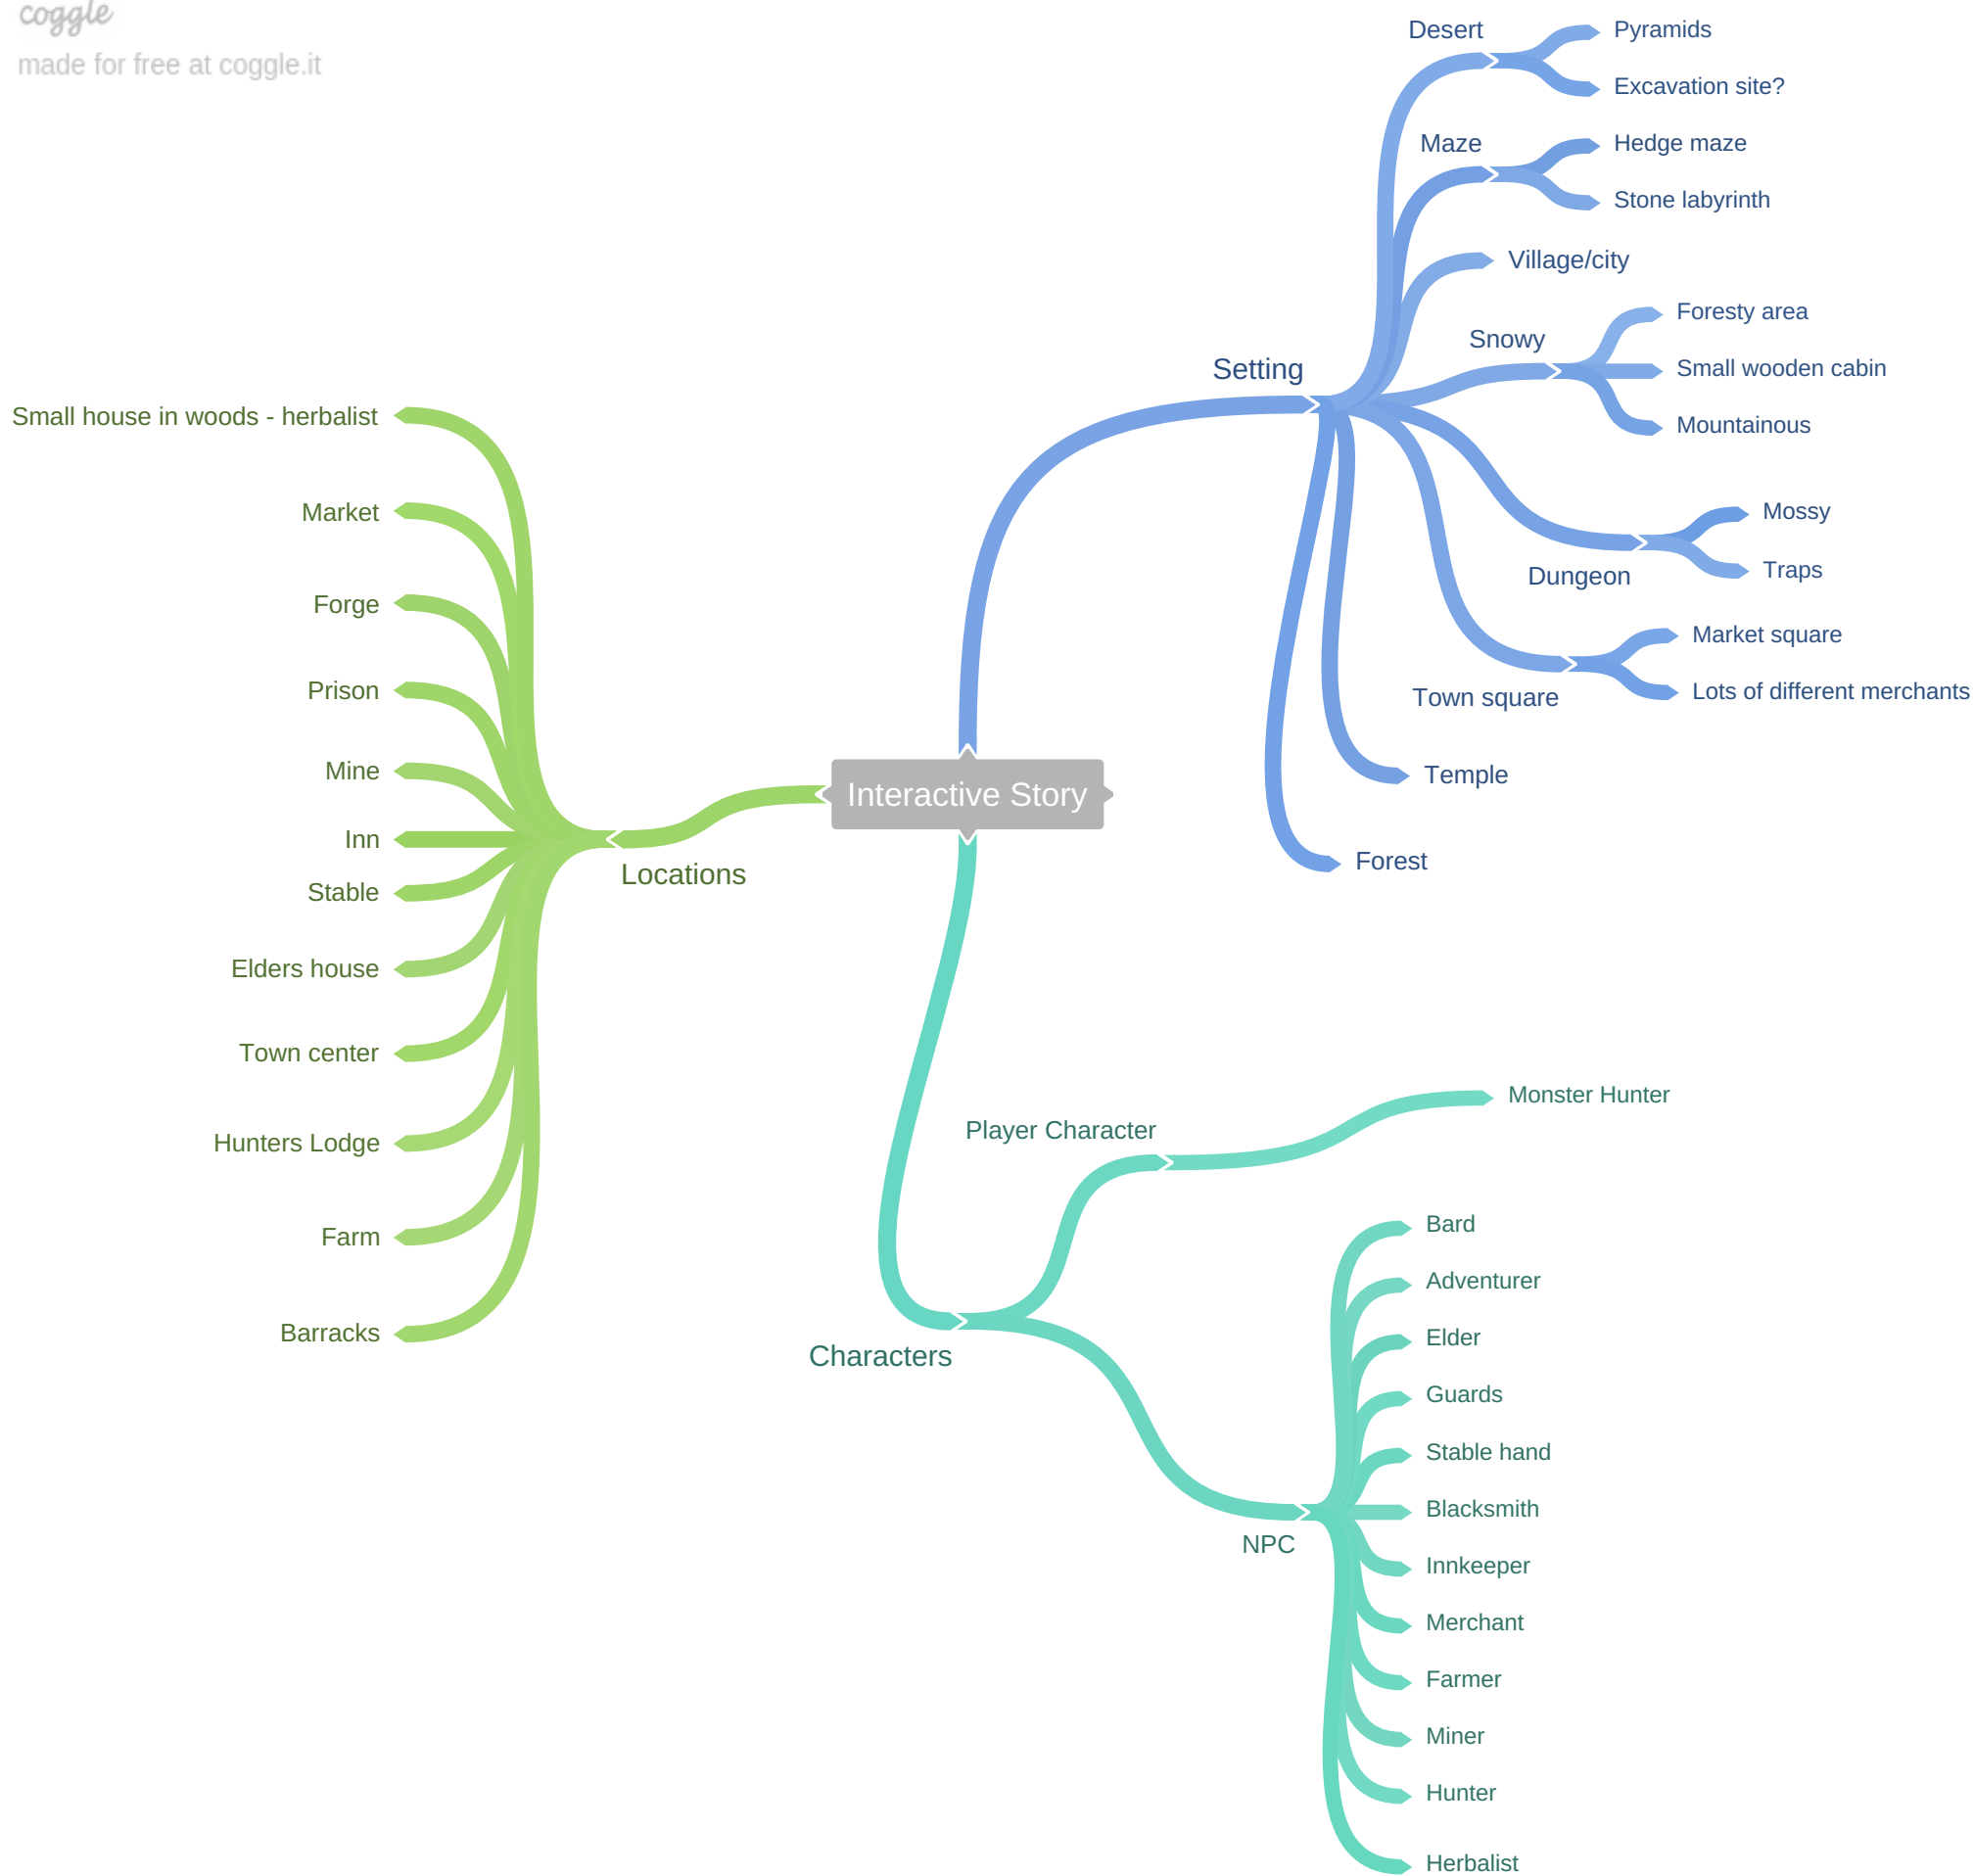 coggle
made for free at coggle.it
Interactive Story
Setting
Desert
Pyramids
Excavation site?
Maze
Hedge maze
Stone labyrinth
Village/city
Snowy
Foresty area
Small wooden cabin
Mountainous
Dungeon
Mossy
Traps
Town square
Market square
Lots of different merchants
Temple
Forest
Locations
Small house in woods - herbalist
Market
Forge
Prison
Mine
Inn
Stable
Elders house
Town center
Hunters Lodge
Farm
Barracks
Characters
Player Character
Monster Hunter
NPC
Bard
Adventurer
Elder
Guards
Stable hand
Blacksmith
Innkeeper
Merchant
Farmer
Miner
Hunter
Herbalist